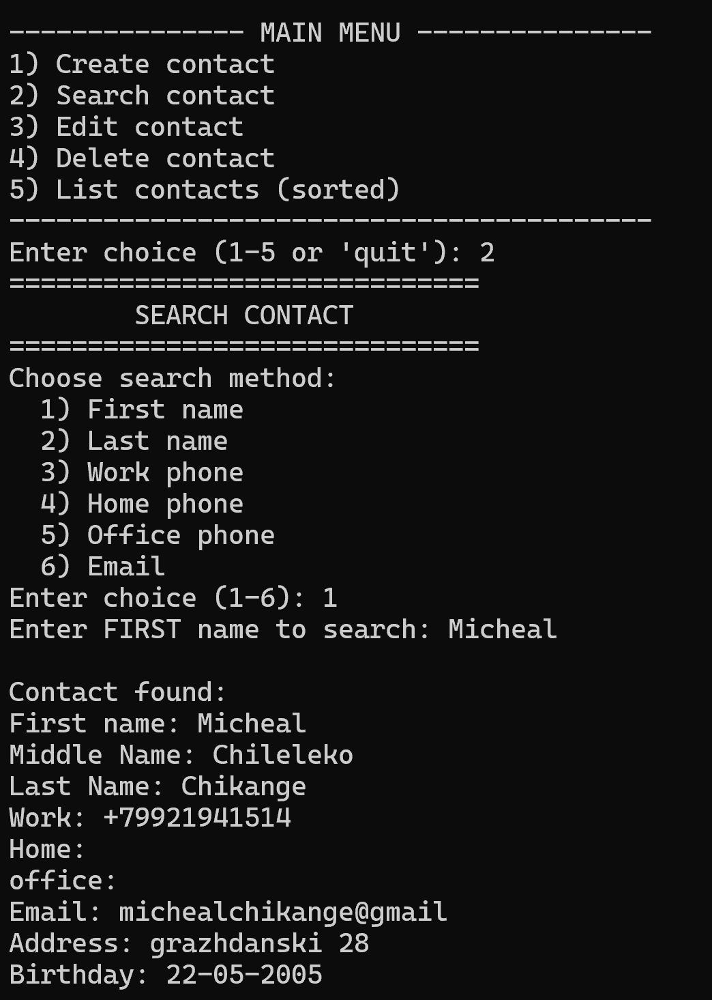 --------------- MAIN MENU ---------------
1) Create contact
2) Search contact
3) Edit contact
4) Delete contact
5) List contacts (sorted)
-----------------------------------------
Enter choice (1-5 or 'quit'): 2
==============================
        SEARCH CONTACT
==============================
Choose search method:
  1) First name
  2) Last name
  3) Work phone
  4) Home phone
  5) Office phone
  6) Email
Enter choice (1-6): 1
Enter FIRST name to search: Micheal

Contact found:
First name: Micheal
Middle Name: Chileleko
Last Name: Chikange
Work: +79921941514
Home:
office:
Email: michealchikange@gmail
Address: grazhdanski 28
Birthday: 22-05-2005